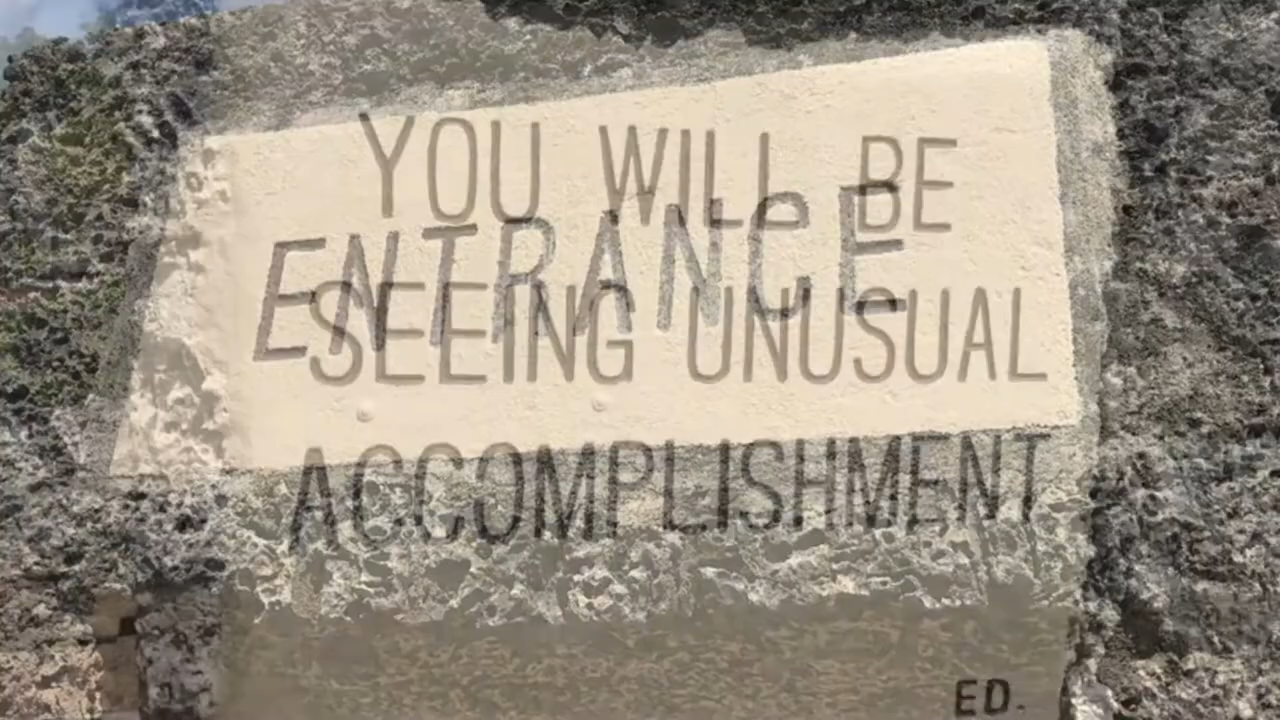 YOU WILL BE
ENTRANCE
SEEING UNUSUAL
ACCOMPLISHMENT
ED.